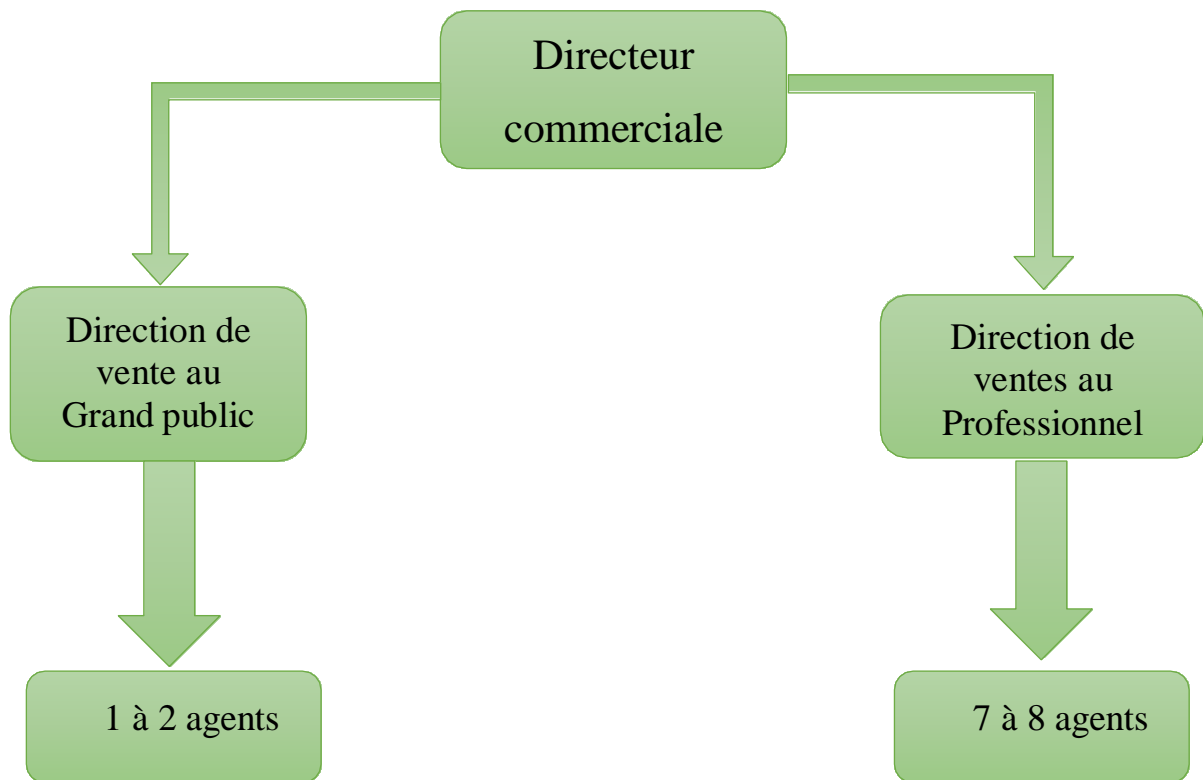 Directeur
commerciale
Direction de
vente au
Grand public
Direction de
ventes au
Professionnel
1 à 2 agents
7 à 8 agents